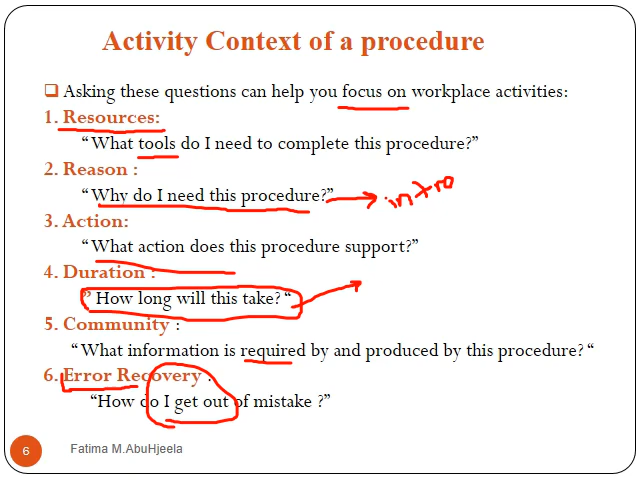 Activity Context of a procedure
Asking these questions can help you focus on workplace activities:
1. Resources:
“What tools do I need to complete this procedure?”
2. Reason :
“Why do I need this procedure?” intro
3. Action:
“What action does this procedure support?”
4. Duration :
” How long will this take? “
5. Community :
“What information is required by and produced by this procedure? “
6. Error Recovery :
“How do I get out of mistake ?”
6 Fatima M.AbuHjeela